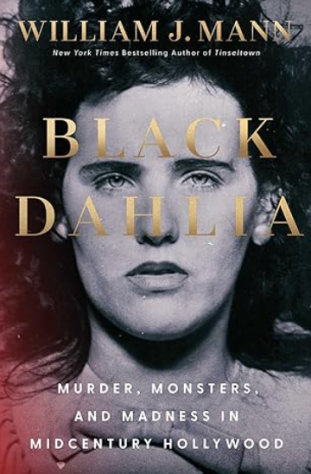 WILLIAM J. MANN
New York Times Bestselling Author of Tinseltown
BLACK
DAHLIA
MURDER, MONSTERS,
AND MADNESS IN
MIDCENTURY HOLLYWOOD